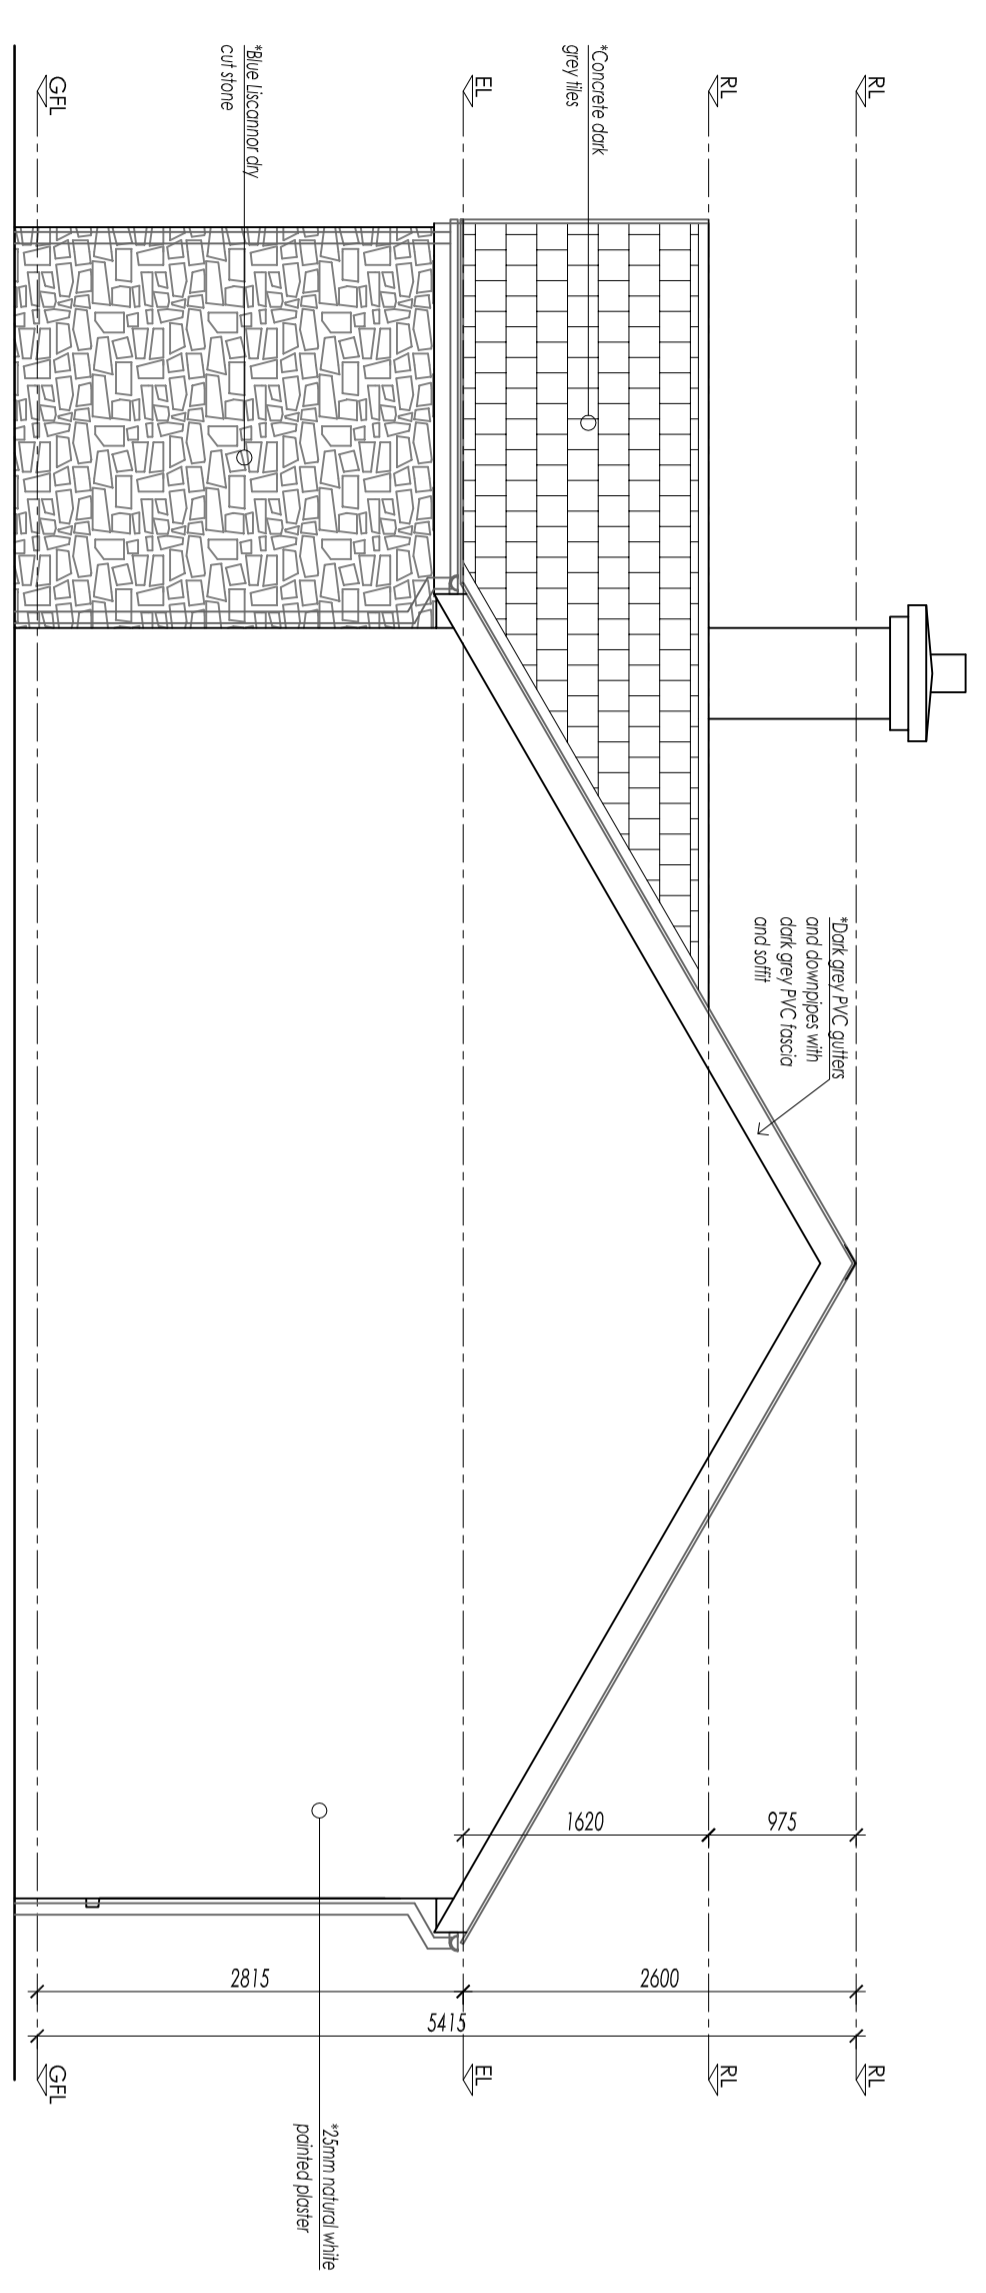 RL
RL
EL
GFL
*Concrete dark
grey tiles
*Blue Liscannor dry
cut stone
*Dark grey PVC gutters
and downpipes with
dark grey PVC fascia
and soffit
975
1620
2600
2815
5415
RL
RL
EL
GFL
*25mm natural white
painted plaster